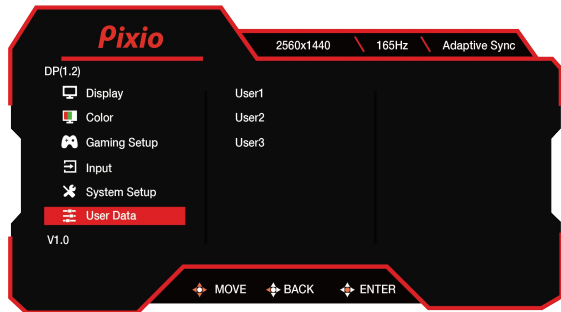 Pixio
2560x1440 \ 165Hz \ Adaptive Sync
DP(1.2)
Display
Color
Gaming Setup
Input
System Setup
User Data
User1
User2
User3
V1.0
MOVE BACK ENTER